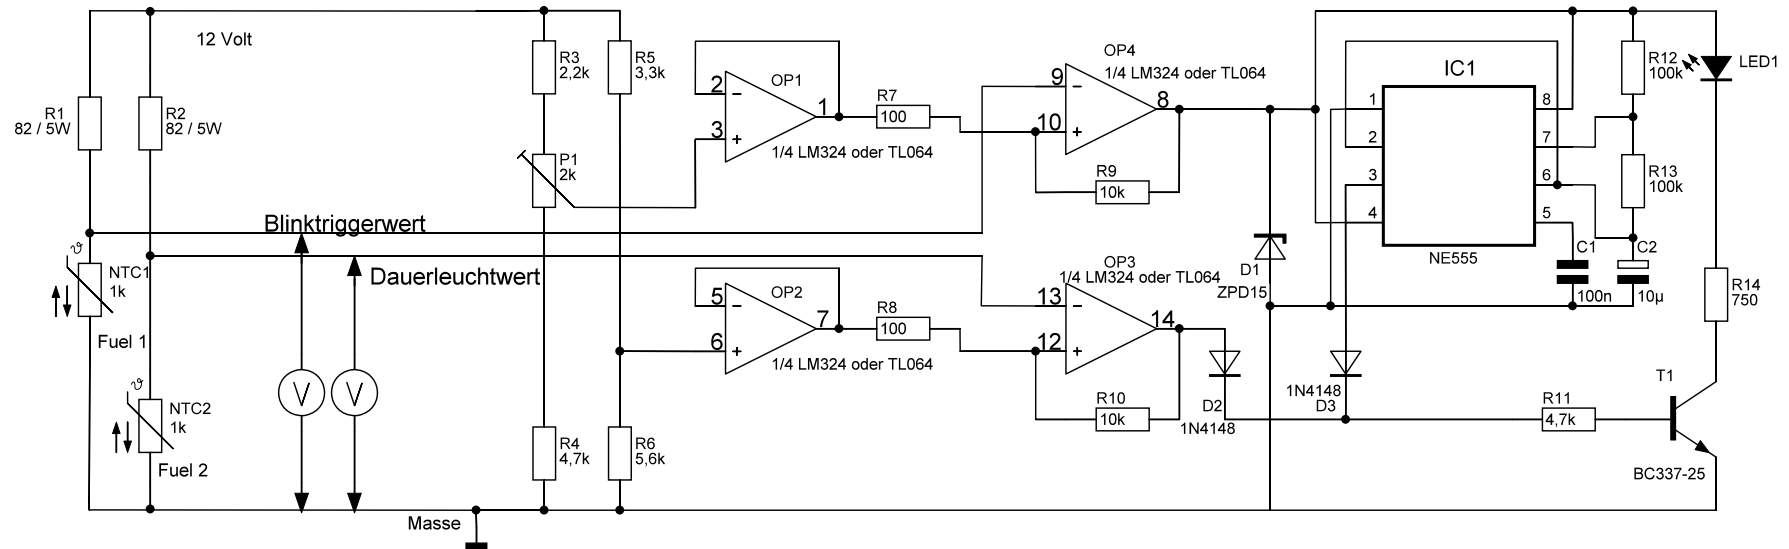 12 Volt
R1
82 / 5W
R2
82 / 5W
R3
2,2k
R5
3,3k
P1
2k
Blinktriggerwert
Dauerleuchtwert
ϑ
NTC1
1k
Fuel 1
ϑ
NTC2
1k
Fuel 2
V
V
Masse
R4
4,7k
R6
5,6k
2
3
1
OP1
1/4 LM324 oder TL064
R7
100
5
6
7
OP2
1/4 LM324 oder TL064
R8
100
OP4
1/4 LM324 oder TL064
9
10
8
R9
10k
OP3
1/4 LM324 oder TL064
13
12
14
R10
10k
D1
ZPD15
D2
1N4148
1N4148
D3
IC1
1
2
3
4
8
7
6
5
NE555
C1
100n
C2
10µ
R12
100k
R13
100k
LED1
R14
750
R11
4,7k
T1
BC337-25